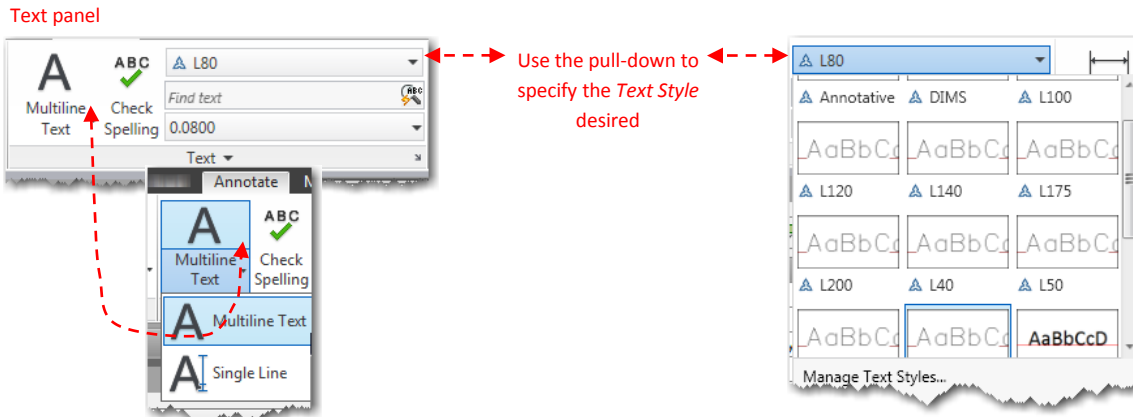 Text panel
A
Multiline
Text
ABC
Check
Spelling
L80
Find text
ABC
0.0800
Text
Use the pull-down to
specify the Text Style
desired
Annotate
A
Multiline
Text
ABC
Check
Spelling
A Multiline Text
A Single Line
L80
Annotative DIMS L100
AaBbCc AaBbCc AaBbCc
L120 L140 L175
AaBbCc AaBbCc AaBbCc
L200 L40 L50
AaBbCc AaBbCc AaBbCcD
Manage Text Styles...